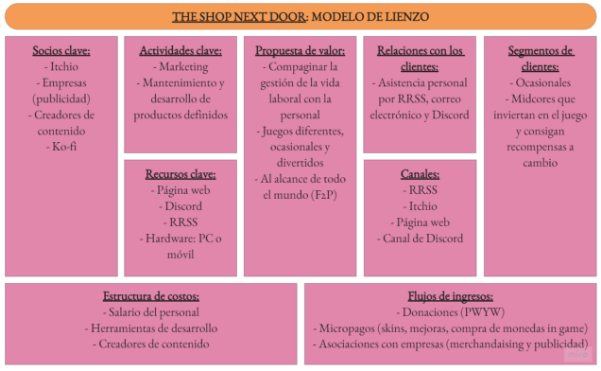 THE SHOP NEXT DOOR: MODELO DE LIENZO
Socios clave:
- Itchio
- Empresas
(publicidad)
- Creadores de
contenido
- Ko-fi
Actividades clave:
- Marketing
- Mantenimiento y
desarrollo de
productos definidos
Recursos clave:
- Página web
- Discord
- RRSS
- Hardware: PC o
móvil
Propuesta de valor:
- Compaginar la
gestión de la vida
laboral con la
personal
- Juegos diferentes,
ocasionales y
divertidos
- Al alcance de todo
el mundo (F2P)
Relaciones con los
clientes:
- Asistencia personal
por RRSS, correo
electrónico y Discord
Canales:
- RRSS
- Itchio
- Página web
- Canal de Discord
Segmentos de
clientes:
- Ocasionales
- Midcores que
inviertan en el juego
y consigan
recompensas a
cambio
Estructura de costos:
- Salario del personal
- Herramientas de desarrollo
- Creadores de contenido
Flujos de ingresos:
- Donaciones (PWYW)
- Micropagos (skins, mejoras, compra de monedas in game)
- Asociaciones con empresas (merchandaising y publicidad)